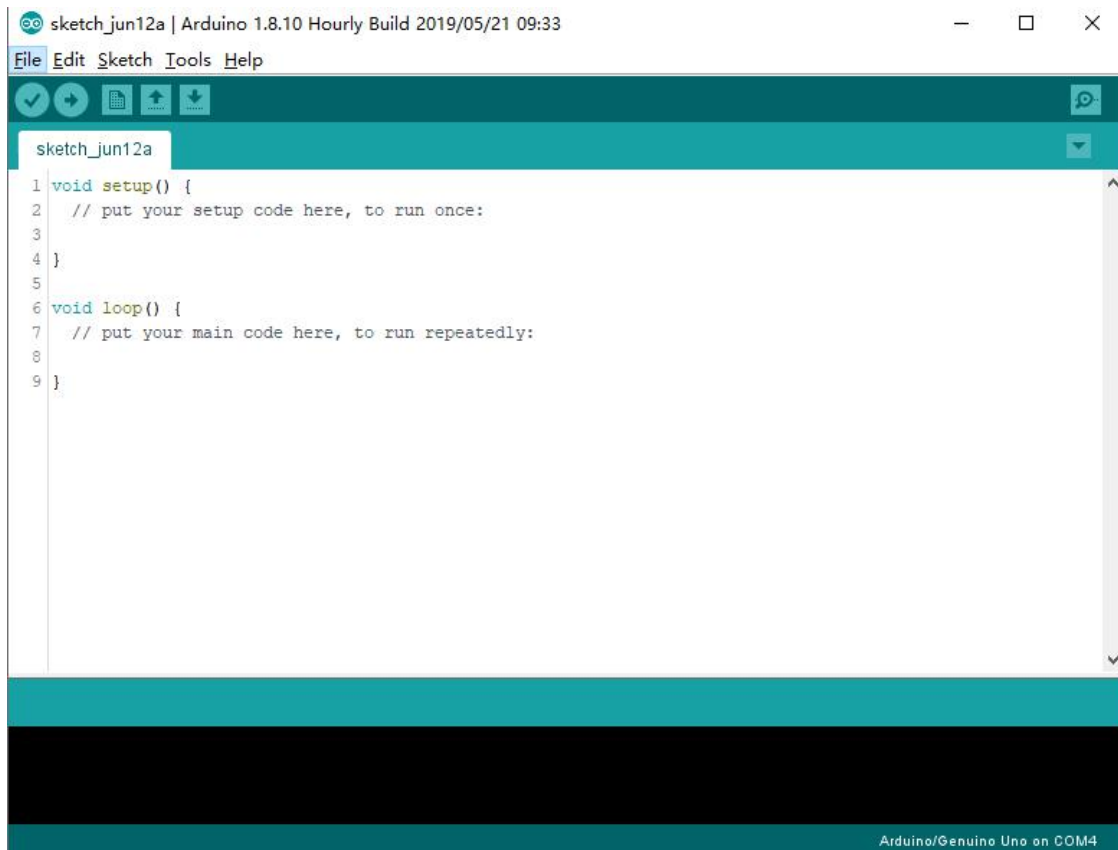 sketch_jun12a | Arduino 1.8.10 Hourly Build 2019/05/21 09:33
File Edit Sketch Tools Help
sketch_jun12a
1 void setup() {
2   // put your setup code here, to run once:
3
4 }
5
6 void loop() {
7   // put your main code here, to run repeatedly:
8
9 }
Arduino/Genuino Uno on COM4